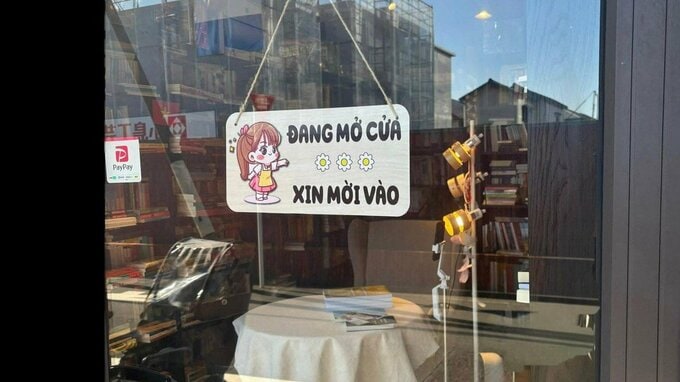 ĐANG MỞ CỬA
XIN MỜI VÀO
PayPay